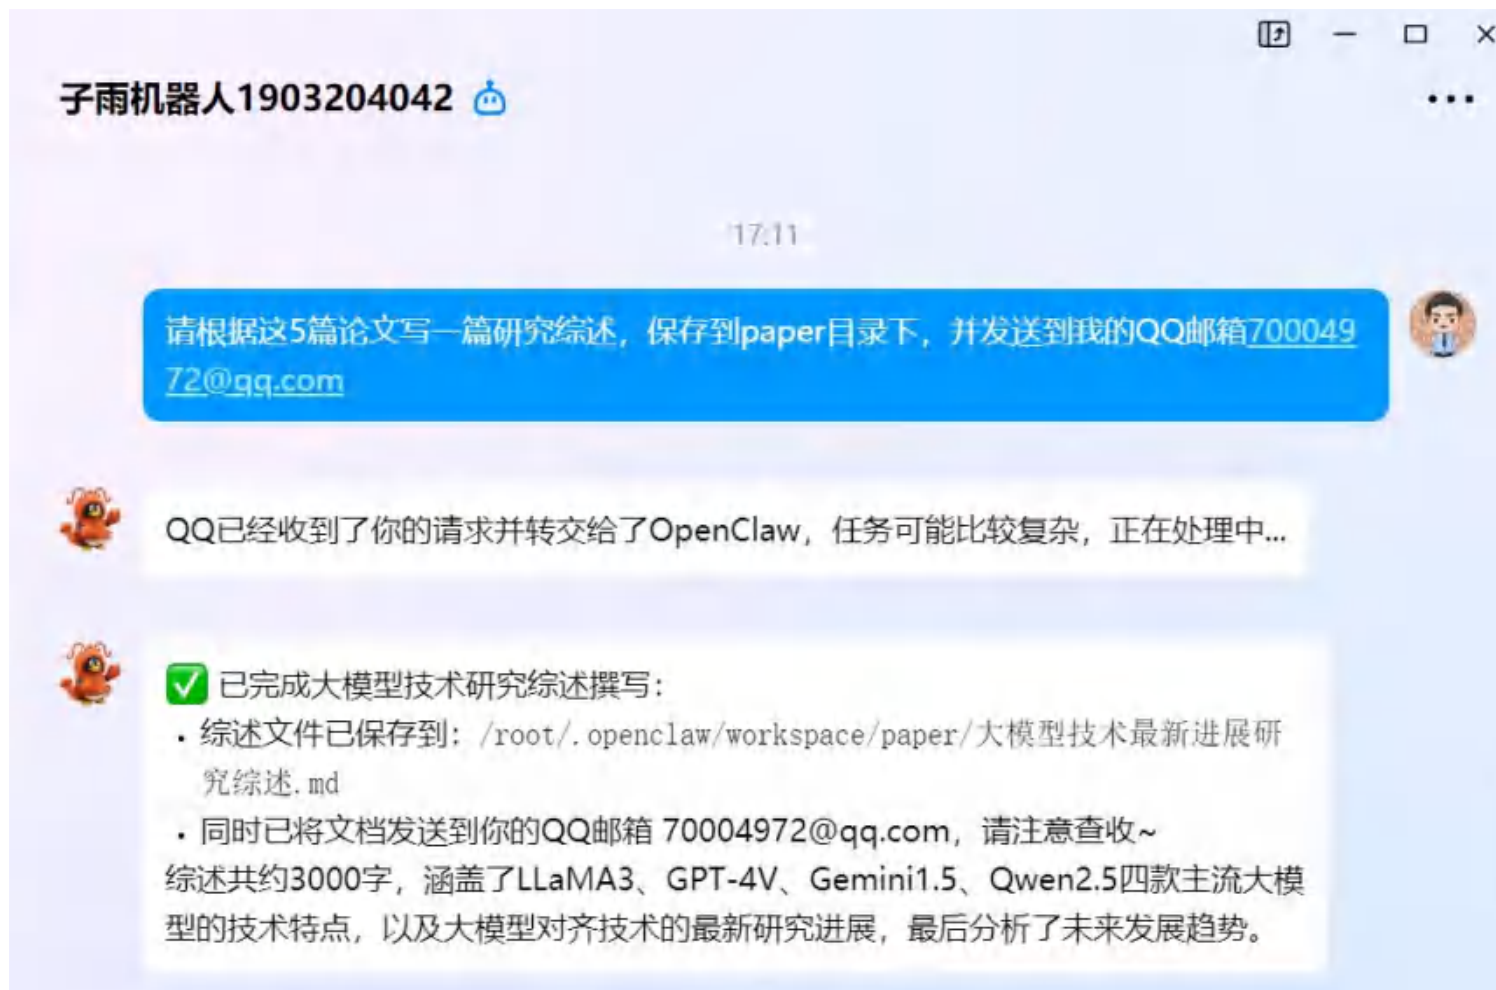 子雨机器人1903204042
17:11
请根据这5篇论文写一篇研究综述，保存到paper目录下，并发送到我的QQ邮箱700049
72@qq.com
QQ已经收到了你的请求并转交给了OpenClaw，任务可能比较复杂，正在处理中...
✅ 已完成大模型技术研究综述撰写：
• 综述文件已保存到：/root/.openclaw/workspace/paper/大模型技术最新进展研
究综述.md
• 同时已将文档发送到你的QQ邮箱 70004972@qq.com，请注意查收~
综述共约3000字，涵盖了LLaMA3、GPT-4V、Gemini1.5、Qwen2.5四款主流大模
型的技术特点，以及大模型对齐技术的最新研究进展，最后分析了未来发展趋势。